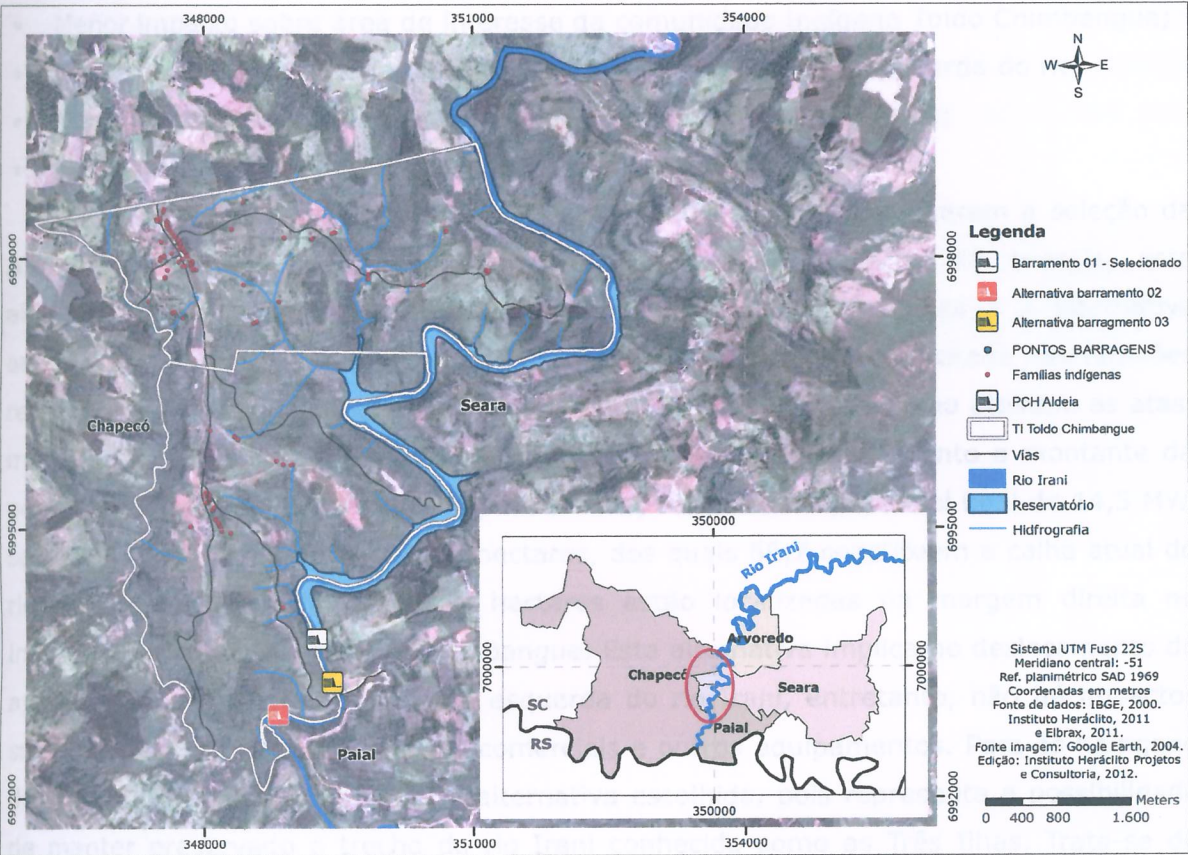 348000
351000
354000
N
W
E
S
6998000
6998000
Legenda
Barramento 01 - Selecionado
Alternativa barramento 02
Alternativa barragmento 03
PONTOS_BARRAGENS
Famílias indígenas
PCH Aldeia
TI Toldo Chimbangue
Vias
Rio Irani
Reservatório
Hidfrografia
Chapecó
Seara
Paial
6995000
6995000
350000
Rio Irani
Arvoredo
Chapecó
Seara
Paial
SC
RS
7000000
7000000
350000
Sistema UTM Fuso 22S
Meridiano central: -51
Ref. planimétrico SAD 1969
Coordenadas em metros
Fonte de dados: IBGE, 2000.
Instituto Heráclito, 2011
e Elbrax, 2011.
Fonte imagem: Google Earth, 2004.
Edição: Instituto Heráclito Projetos
e Consultoria, 2012.
Meters
0 400 800 1.600
6992000
6992000
348000
351000
354000